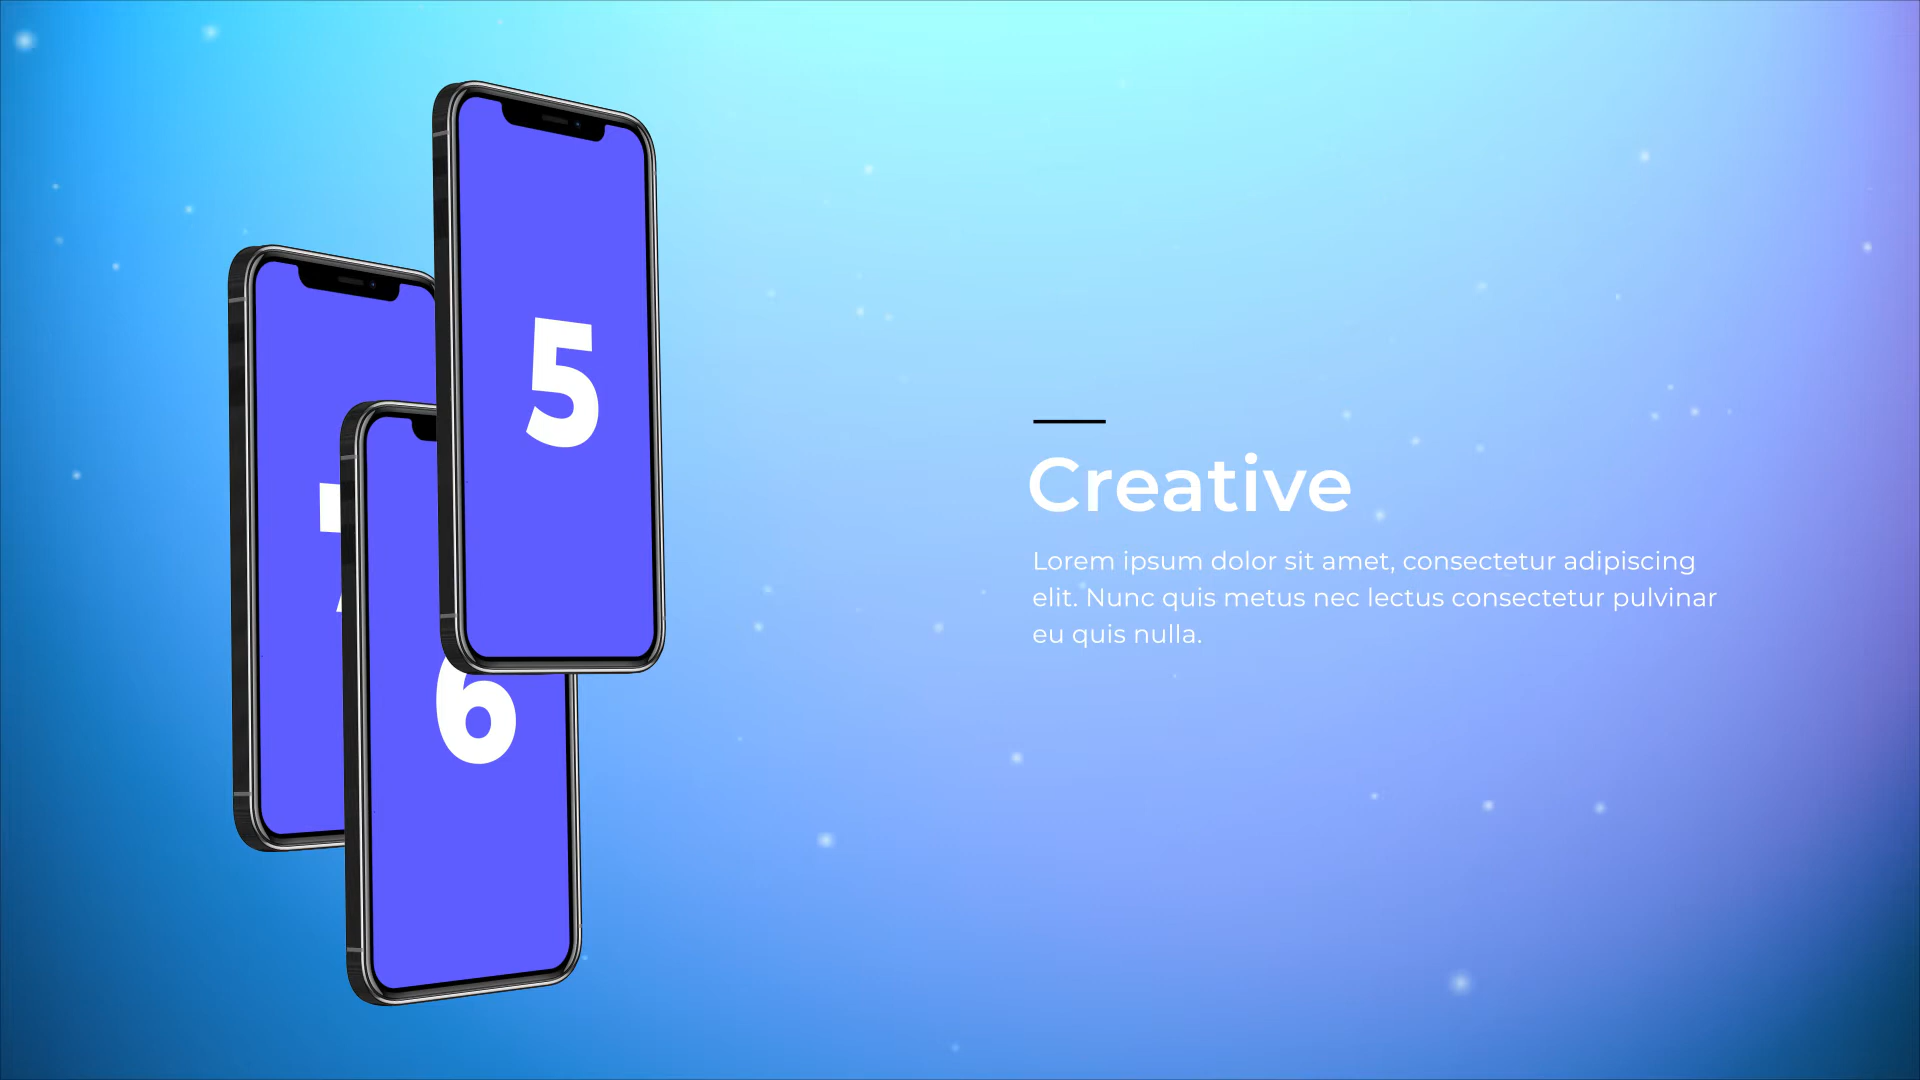 5
6
Creative
Lorem ipsum dolor sit amet, consectetur adipiscing
elit. Nunc quis metus nec lectus consectetur pulvinar
eu quis nulla.